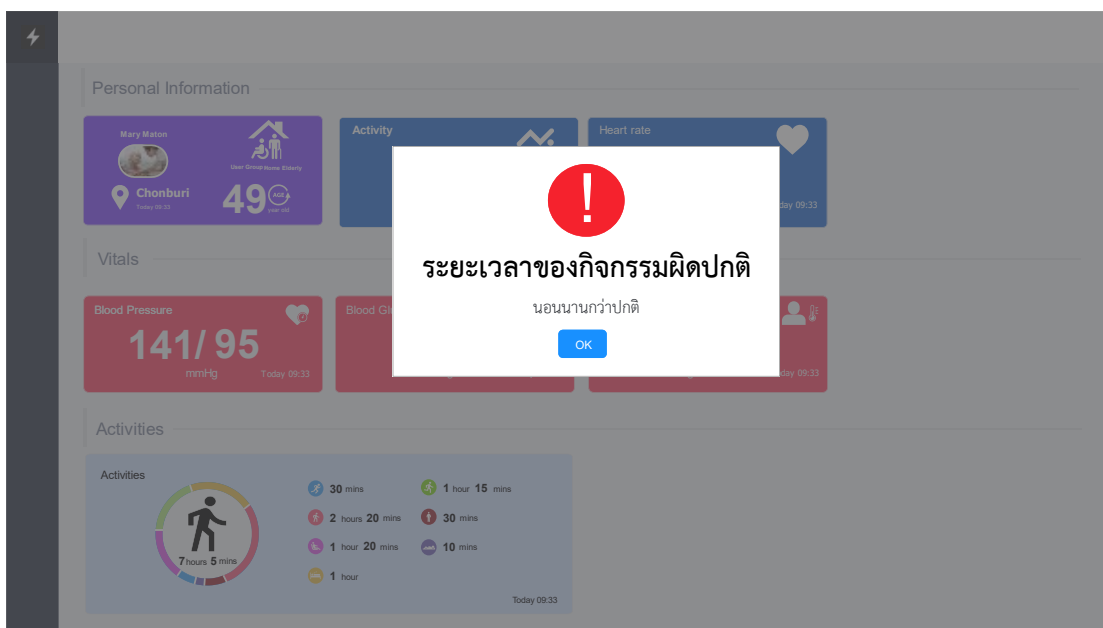 Personal Information
Mary Maton
User Group Home Elderly
Chonburi
Today 09:33
49
AGE
year old
Activity
Heart rate
day 09:33
!
ระยะเวลาของกิจกรรมผิดปกติ
นอนนานกว่าปกติ
OK
Vitals
Blood Pressure
141/ 95
mmHg
Today 09:33
Blood Gl
day 09:33
Activities
Activities
7 hours 5 mins
30 mins
1 hour 15 mins
2 hours 20 mins
30 mins
1 hour 20 mins
10 mins
1 hour
Today 09:33